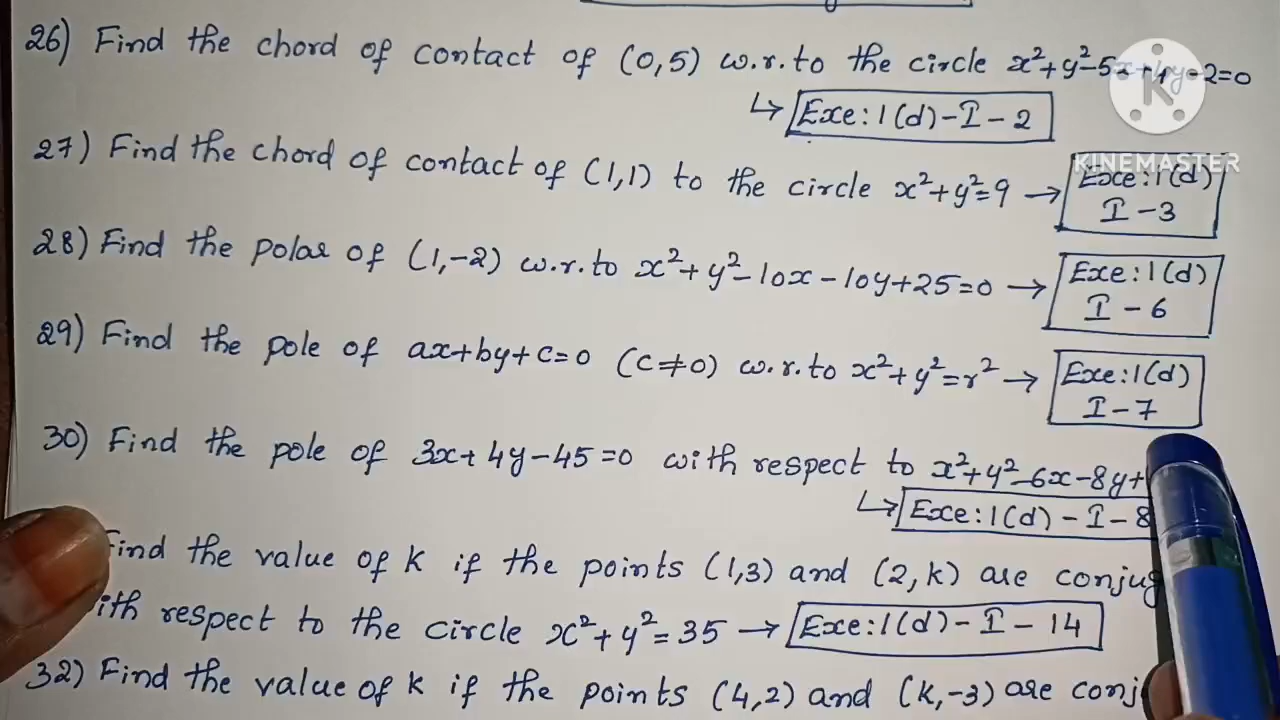 26) Find the chord of contact of (0,5) w.r.to the circle x²+y²-5x+4y-2=0
↳ Exe: 1(d)-I-2
K
KINEMASTER
27) Find the chord of contact of (1,1) to the circle x²+y²=9 → Exe: 1(d)
I-3
28) Find the polar of (1,-2) w.r.to x²+y²-10x-10y+25=0 → Exe: 1(d)
I-6
29) Find the pole of ax+by+c=0 (c≠0) w.r.to x²+y²=r² → Exe: 1(d)
I-7
30) Find the pole of 3x+4y-45=0 with respect to x²+y²-6x-8y+
↳ Exe: 1(d)-I-8
Find the value of k if the points (1,3) and (2,k) are conjug
ith respect to the circle x²+y²=35 → Exe: 1(d)-I-14
32) Find the value of k if the points (4,2) and (k,-3) are conj